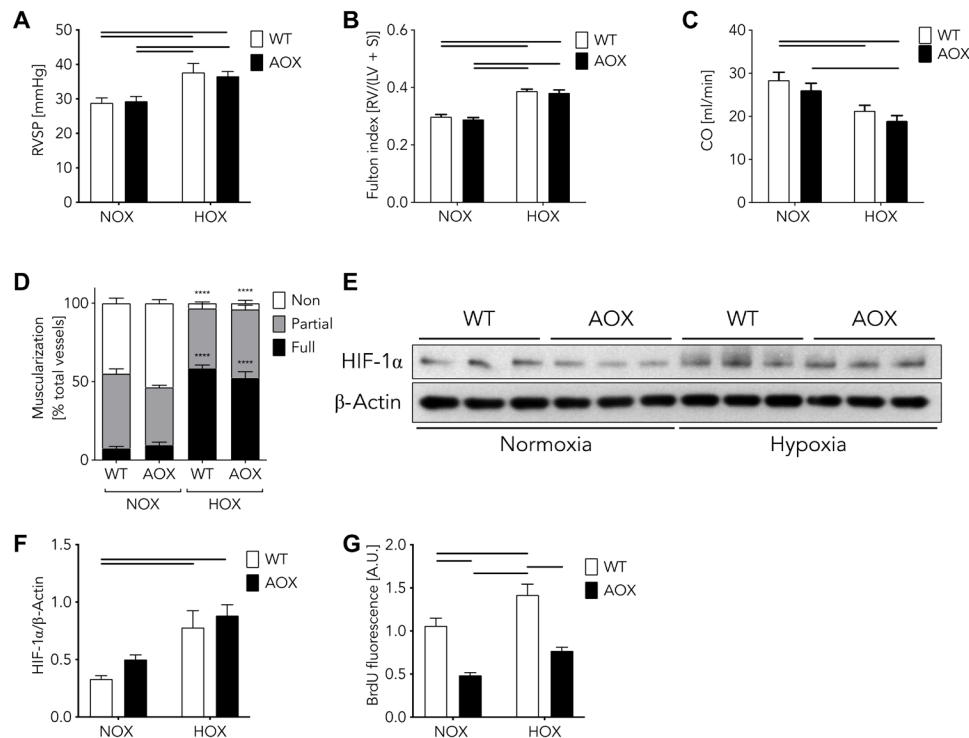 A
RVSP [mmHg]
50
40
30
20
10
0
NOX
HOX
WT
AOX
B
Fulton index [RV/(LV + S)]
0.6
0.4
0.2
0.0
NOX
HOX
WT
AOX
C
CO [ml/min]
40
30
20
10
0
NOX
HOX
WT
AOX
D
Muscularization
[% total vessels]
100
50
0
**** ****
**** ****
WT AOX WT AOX
NOX HOX
Non
Partial
Full
E
WT AOX WT AOX
HIF-1α
β-Actin
Normoxia Hypoxia
F
HIF-1α/β-Actin
1.5
1.0
0.5
0.0
NOX
HOX
WT
AOX
G
BrdU fluorescence [A.U.]
2.0
1.5
1.0
0.5
0.0
NOX
HOX
WT
AOX